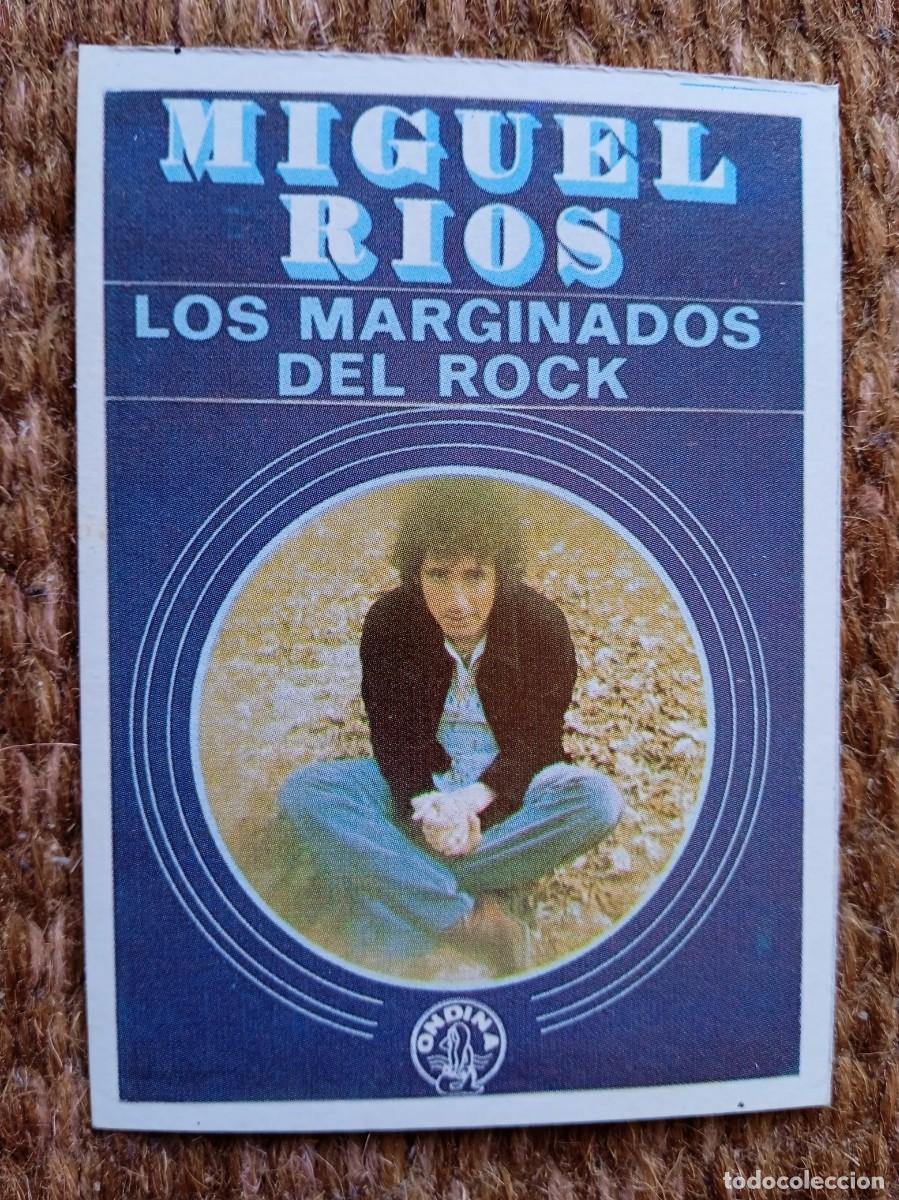 MIGUEL
RIOS
LOS MARGINADOS
DEL ROCK
ONDINA
todocoleccion